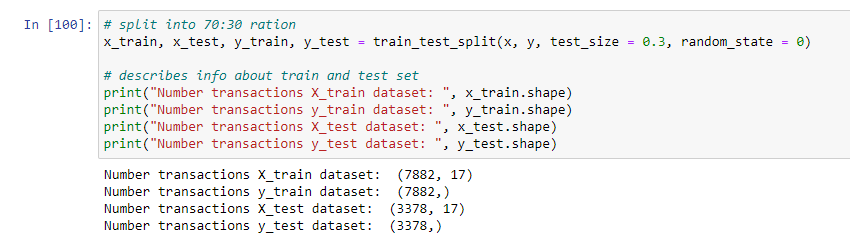 In [100]: # split into 70:30 ration
x_train, x_test, y_train, y_test = train_test_split(x, y, test_size = 0.3, random_state = 0)
# describes info about train and test set
print("Number transactions X_train dataset: ", x_train.shape)
print("Number transactions y_train dataset: ", y_train.shape)
print("Number transactions X_test dataset: ", x_test.shape)
print("Number transactions y_test dataset: ", y_test.shape)
Number transactions X_train dataset:  (7882, 17)
Number transactions y_train dataset:  (7882,)
Number transactions X_test dataset:  (3378, 17)
Number transactions y_test dataset:  (3378,)